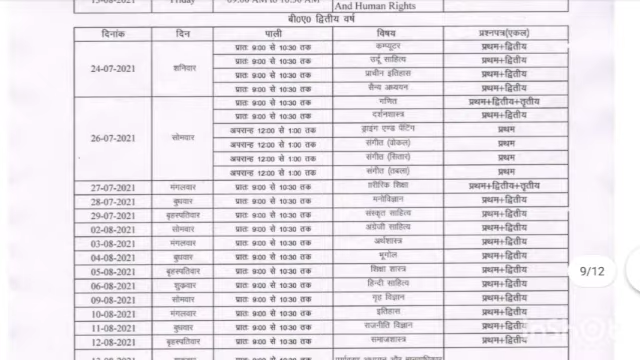 13-08-2021 Friday 09:00 AM to 10:30 AM
And Human Rights
बी0ए0 द्वितीय वर्ष
दिनांक दिन पाली विषय प्रश्नपत्र(एकल)
24-07-2021 शनिवार प्रातः 9:00 से 10:30 तक कम्प्यूटर प्रथम+द्वितीय
प्रातः 9:00 से 10:30 तक उर्दू साहित्य प्रथम+द्वितीय
प्रातः 9:00 से 10:30 तक प्राचीन इतिहास प्रथम+द्वितीय
प्रातः 9:00 से 10:30 तक सैन्य अध्ययन प्रथम+द्वितीय
26-07-2021 सोमवार प्रातः 9:00 से 10:30 तक गणित प्रथम+द्वितीय+तृतीय
प्रातः 9:00 से 10:30 तक दर्शनशास्त्र प्रथम+द्वितीय
अपरान्ह 12:00 से 1:00 तक ड्राइंग एण्ड पेंटिंग प्रथम
अपरान्ह 12:00 से 1:00 तक संगीत (वोकल) प्रथम
अपरान्ह 12:00 से 1:00 तक संगीत (सितार) प्रथम
अपरान्ह 12:00 से 1:00 तक संगीत (तबला) प्रथम
27-07-2021 मंगलवार प्रातः 9:00 से 10:30 तक शारीरिक शिक्षा प्रथम+द्वितीय+तृतीय
28-07-2021 बुधवार प्रातः 9:00 से 10:30 तक मनोविज्ञान प्रथम+द्वितीय
29-07-2021 बृहस्पतिवार प्रातः 9:00 से 10:30 तक संस्कृत साहित्य प्रथम+द्वितीय
02-08-2021 सोमवार प्रातः 9:00 से 10:30 तक अंग्रेजी साहित्य प्रथम+द्वितीय
03-08-2021 मंगलवार प्रातः 9:00 से 10:30 तक अर्थशास्त्र प्रथम+द्वितीय
04-08-2021 बुधवार प्रातः 9:00 से 10:30 तक भूगोल प्रथम+द्वितीय
05-08-2021 बृहस्पतिवार प्रातः 9:00 से 10:30 तक शिक्षा शास्त्र प्रथम+द्वितीय
9/12
06-08-2021 शुक्रवार प्रातः 9:00 से 10:30 तक हिन्दी साहित्य प्रथम+द्वितीय
09-08-2021 सोमवार प्रातः 9:00 से 10:30 तक गृह विज्ञान प्रथम+द्वितीय
10-08-2021 मंगलवार प्रातः 9:00 से 10:30 तक इतिहास प्रथम+द्वितीय
11-08-2021 बुधवार प्रातः 9:00 से 10:30 तक राजनीति विज्ञान प्रथम+द्वितीय
12-08-2021 बृहस्पतिवार प्रातः 9:00 से 10:30 तक समाजशास्त्र प्रथम+द्वितीय